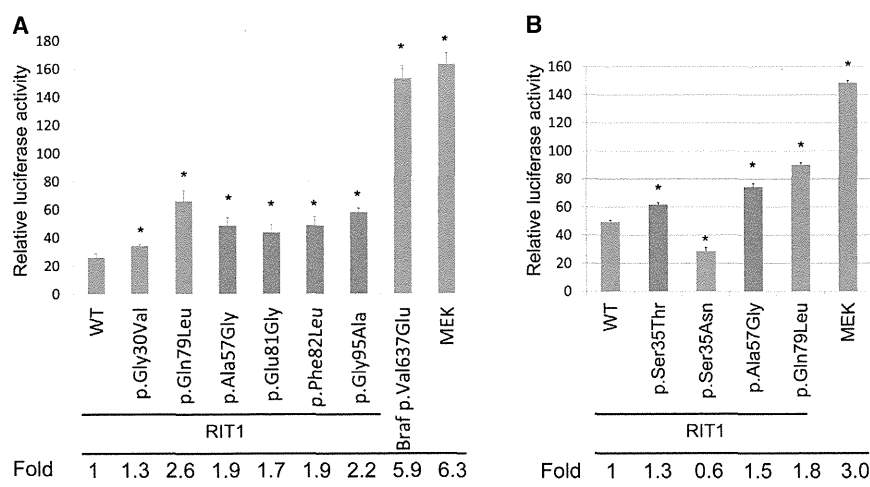 A
Relative luciferase activity
180
160
140
120
100
80
60
40
20
0
* * * * * * * *
WT
p.Gly30Val
p.Gln79Leu
p.Ala57Gly
p.Glu81Gly
p.Phe82Leu
p.Gly95Ala
Braf p.Val637Glu
MEK
RIT1
Fold 1 1.3 2.6 1.9 1.7 1.9 2.2 5.9 6.3
B
Relative luciferase activity
160
140
120
100
80
60
40
20
0
* * * * *
WT
p.Ser35Thr
p.Ser35Asn
p.Ala57Gly
p.Gln79Leu
MEK
RIT1
Fold 1 1.3 0.6 1.5 1.8 3.0